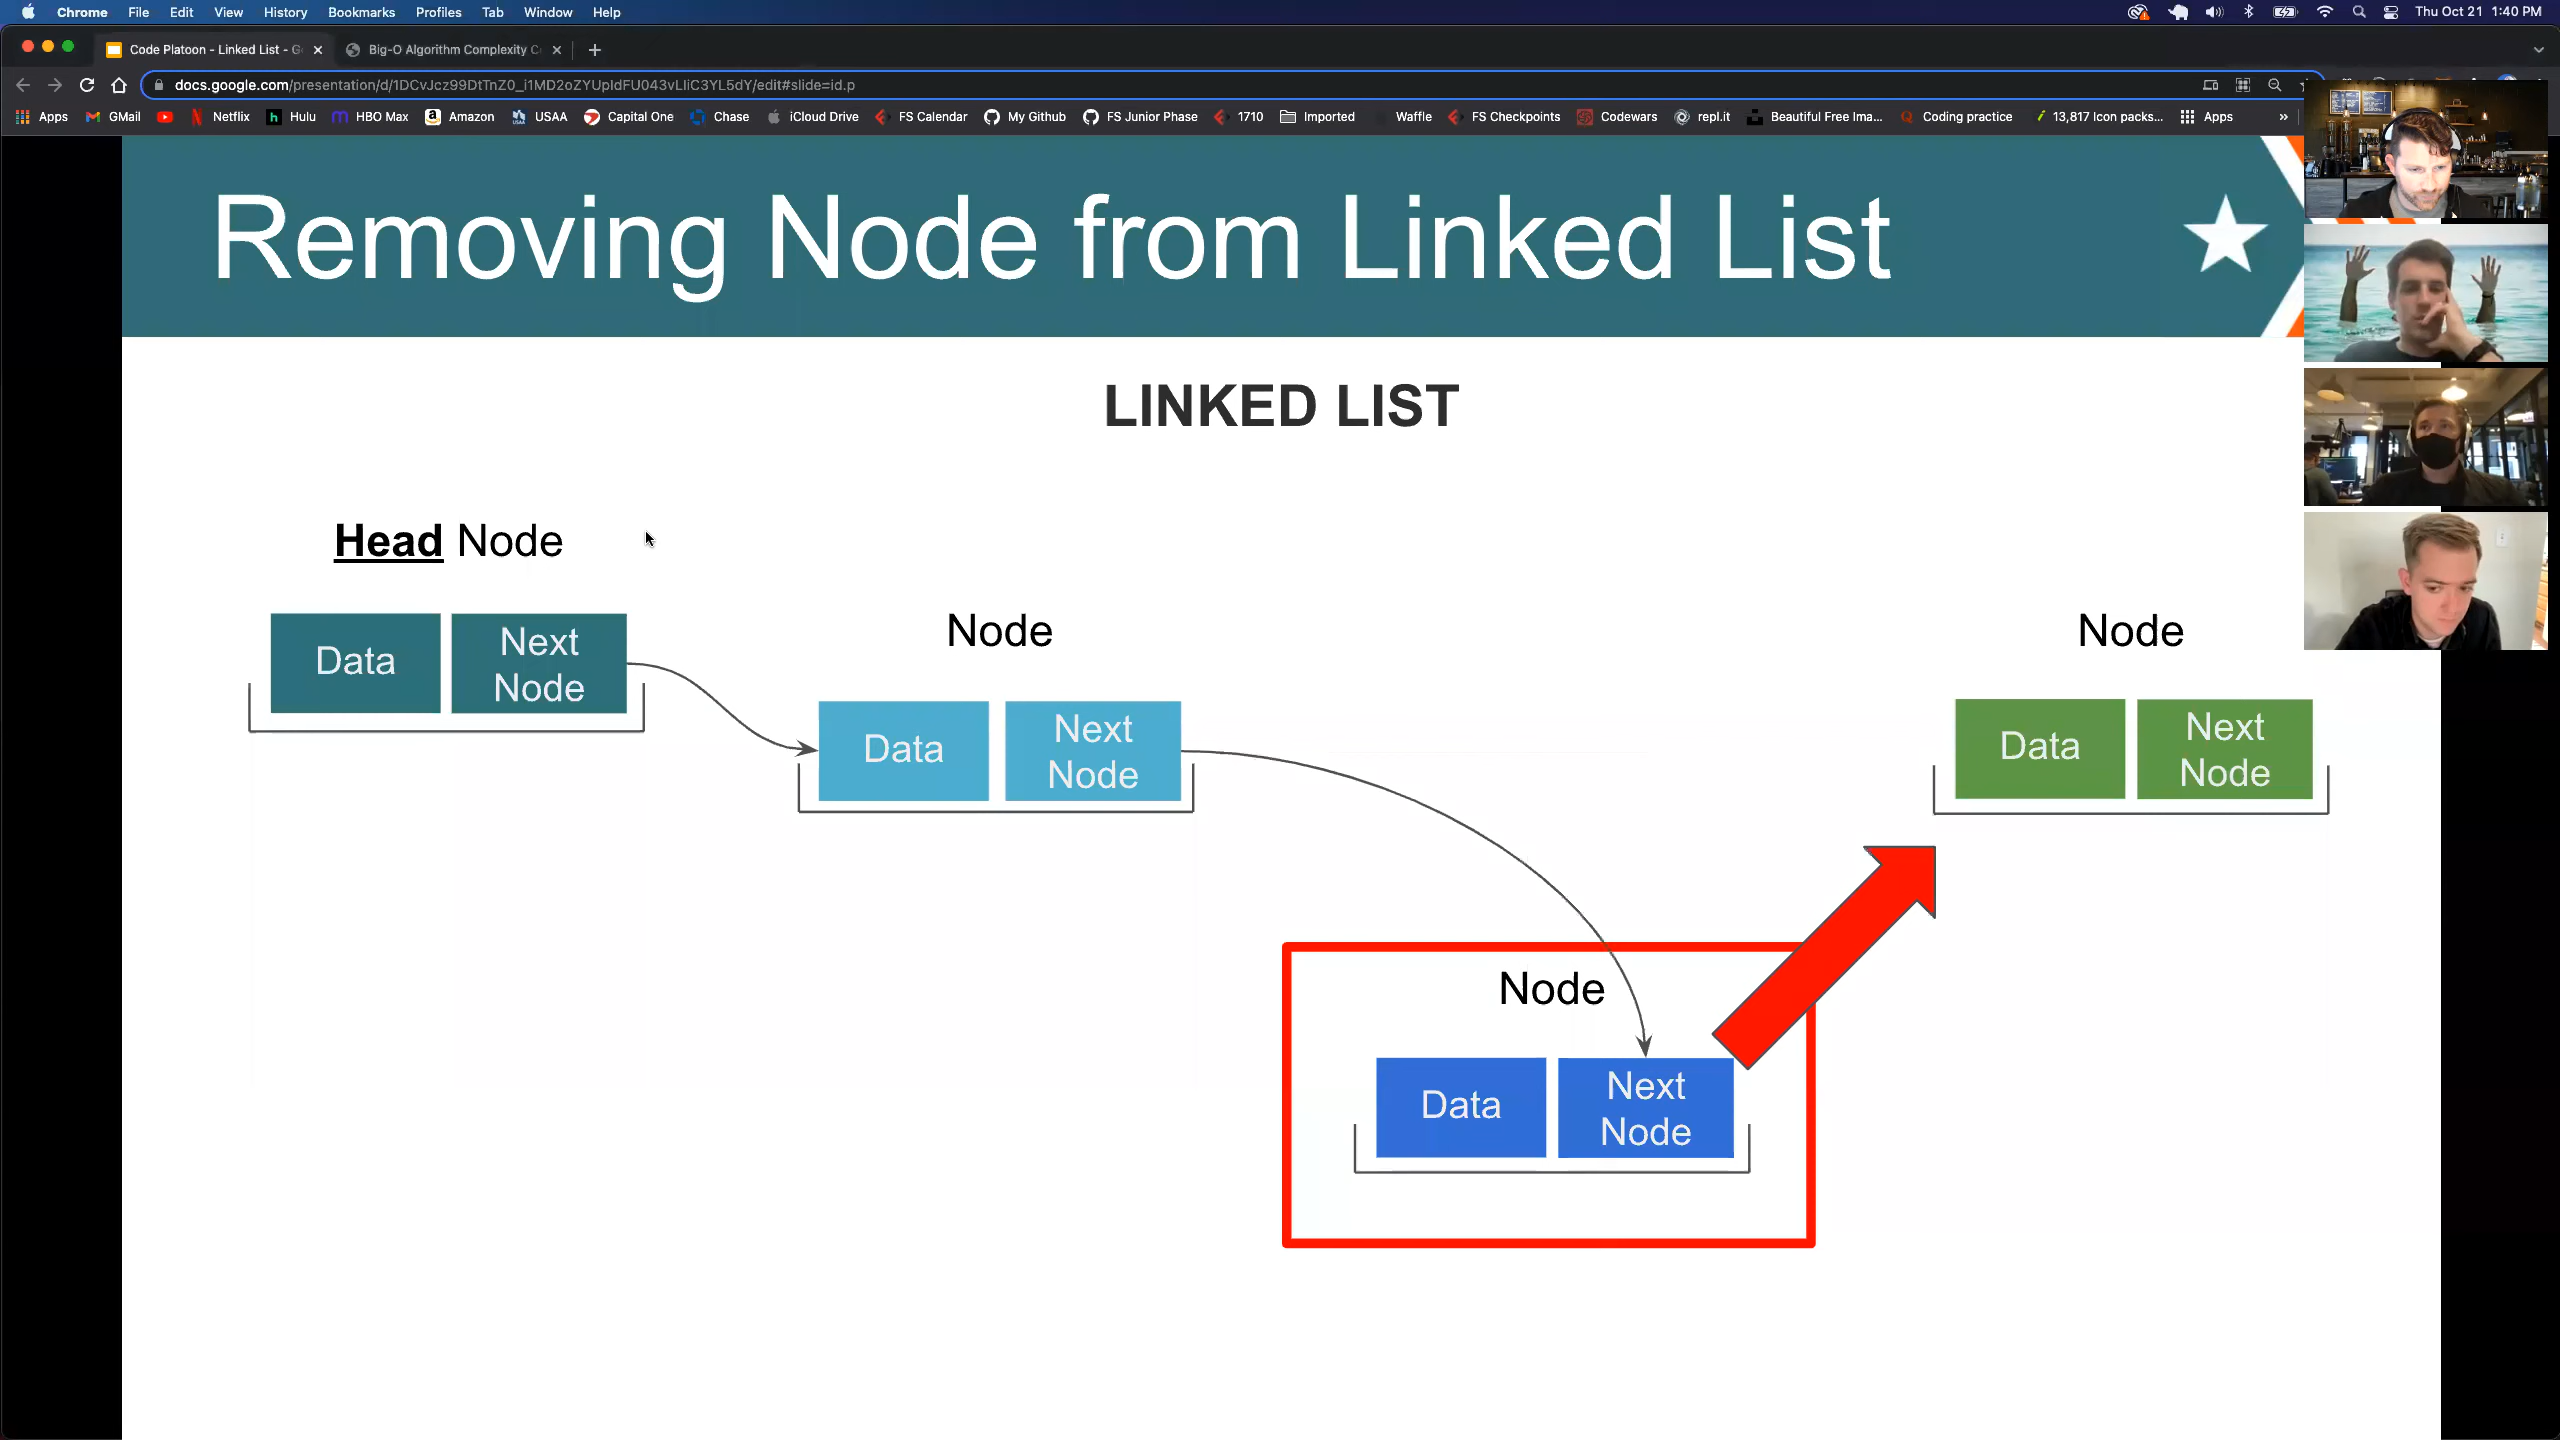 Chrome File Edit View History Bookmarks Profiles Tab Window Help Thu Oct 21 1:40 PM
Code Platoon - Linked List - G Big-O Algorithm Complexity C
docs.google.com/presentation/d/1DCvJcz99DtTnZ0_i1MD2oZYUpIdFU043vLIiC3YL5dY/edit#slide=id.p
Apps GMail Netflix Hulu HBO Max Amazon USAA Capital One Chase iCloud Drive FS Calendar My Github FS Junior Phase 1710 Imported Waffle FS Checkpoints Codewars repl.it Beautiful Free Ima... Coding practice 13,817 Icon packs... Apps »
Removing Node from Linked List
LINKED LIST
Head Node
Data
Next
Node
Node
Data
Next
Node
Node
Data
Next
Node
Node
Data
Next
Node